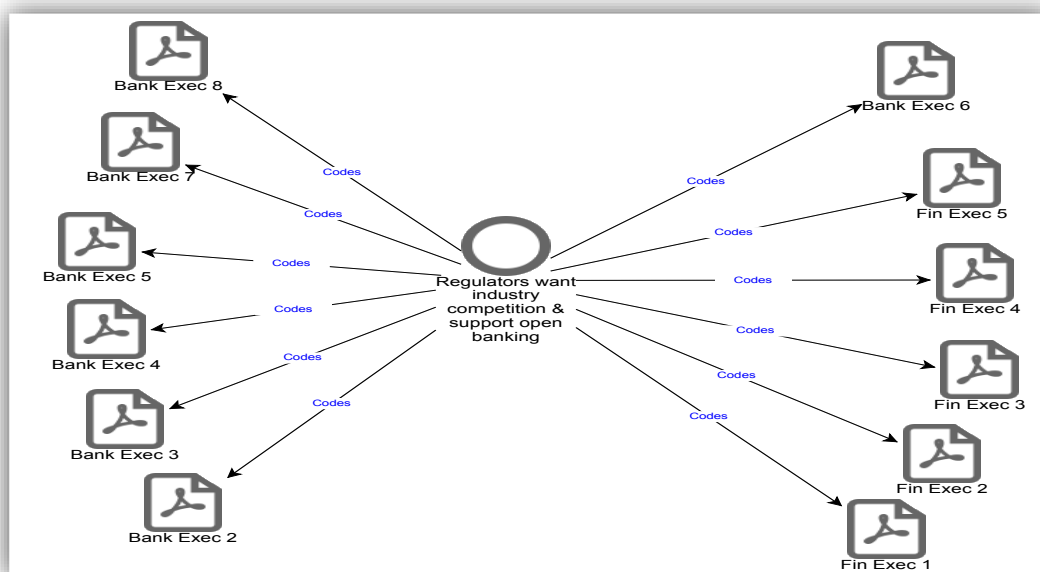 Bank Exec 8
Bank Exec 6
Codes
Bank Exec 7
Codes
Codes
Fin Exec 5
Codes
Codes
Bank Exec 5
Codes
Regulators want
industry
competition &
support open
banking
Codes
Fin Exec 4
Codes
Bank Exec 4
Codes
Codes
Fin Exec 3
Codes
Codes
Bank Exec 3
Codes
Fin Exec 2
Bank Exec 2
Fin Exec 1